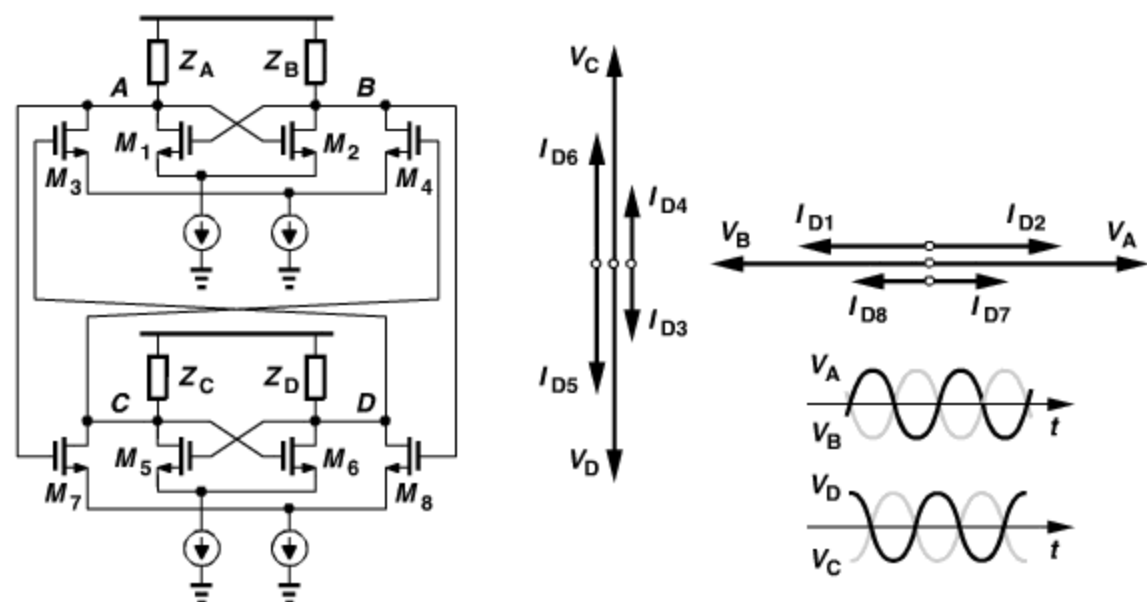 Z_A Z_B
A B
M_1 M_2
M_3 M_4
Z_C Z_D
C D
M_5 M_6
M_7 M_8
V_C
I_D6
I_D4
I_D3
I_D5
V_D
I_D1 I_D2
V_B V_A
I_D8 I_D7
V_A
V_B
t
V_D
V_C
t